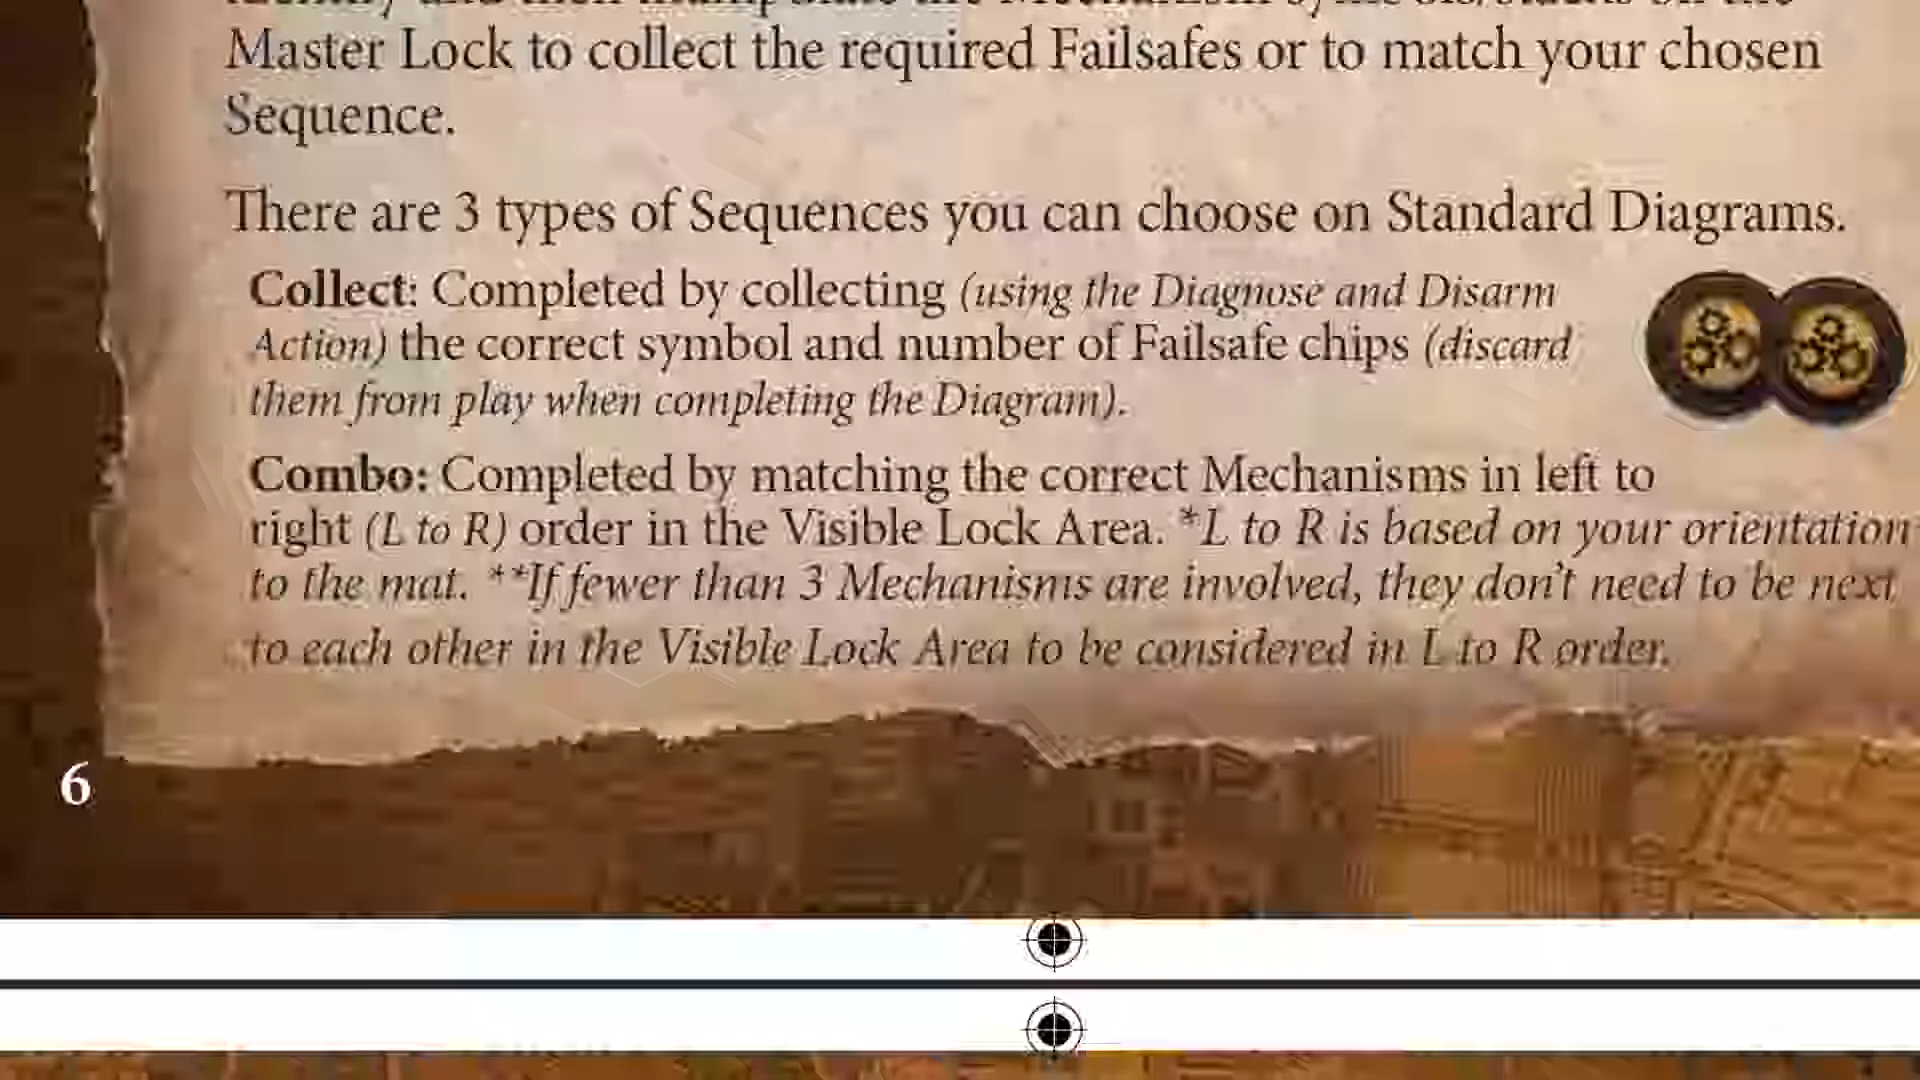 Master Lock to collect the required Failsafes or to match your chosen
Sequence.
There are 3 types of Sequences you can choose on Standard Diagrams.
Collect: Completed by collecting (using the Diagnose and Disarm
Action) the correct symbol and number of Failsafe chips (discard
them from play when completing the Diagram).
Combo: Completed by matching the correct Mechanisms in left to
right (L to R) order in the Visible Lock Area. *L to R is based on your orientation
to the mat. **If fewer than 3 Mechanisms are involved, they don't need to be next
to each other in the Visible Lock Area to be considered in L to R order.
6